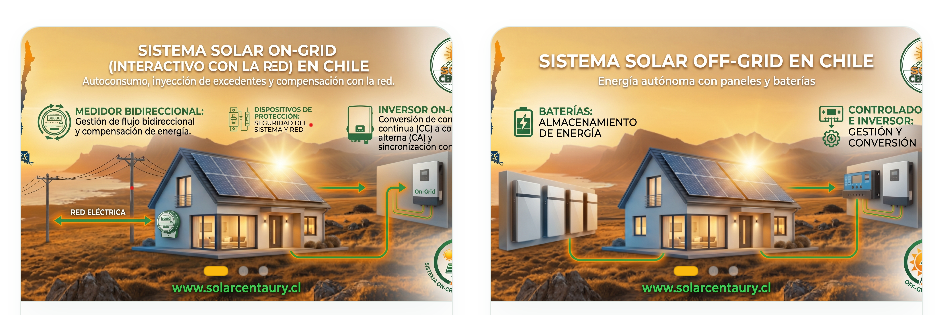 SISTEMA SOLAR ON-GRID
(INTERACTIVO CON LA RED) EN CHILE
Autoconsumo, inyección de excedentes y compensación con la red.
MEDIDOR BIDIRECCIONAL:
Gestión de flujo bidireccional
y compensación de energía.
DISPOSITIVOS DE
PROTECCIÓN:
SISTEMA Y RED
INVERSOR ON-G
Conversión de cor
continua (CC) a co
alterna (CA) y
sincronización con
RED ELÉCTRICA
On-Grid
www.solarcentaury.cl
SISTEMA SOLAR OFF-GRID EN CHILE
Energía autónoma con paneles y baterías
BATERÍAS:
ALMACENAMIENTO
DE ENERGÍA
CONTROLADO
E INVERSOR:
GESTIÓN Y
CONVERSIÓN
www.solarcentaury.cl